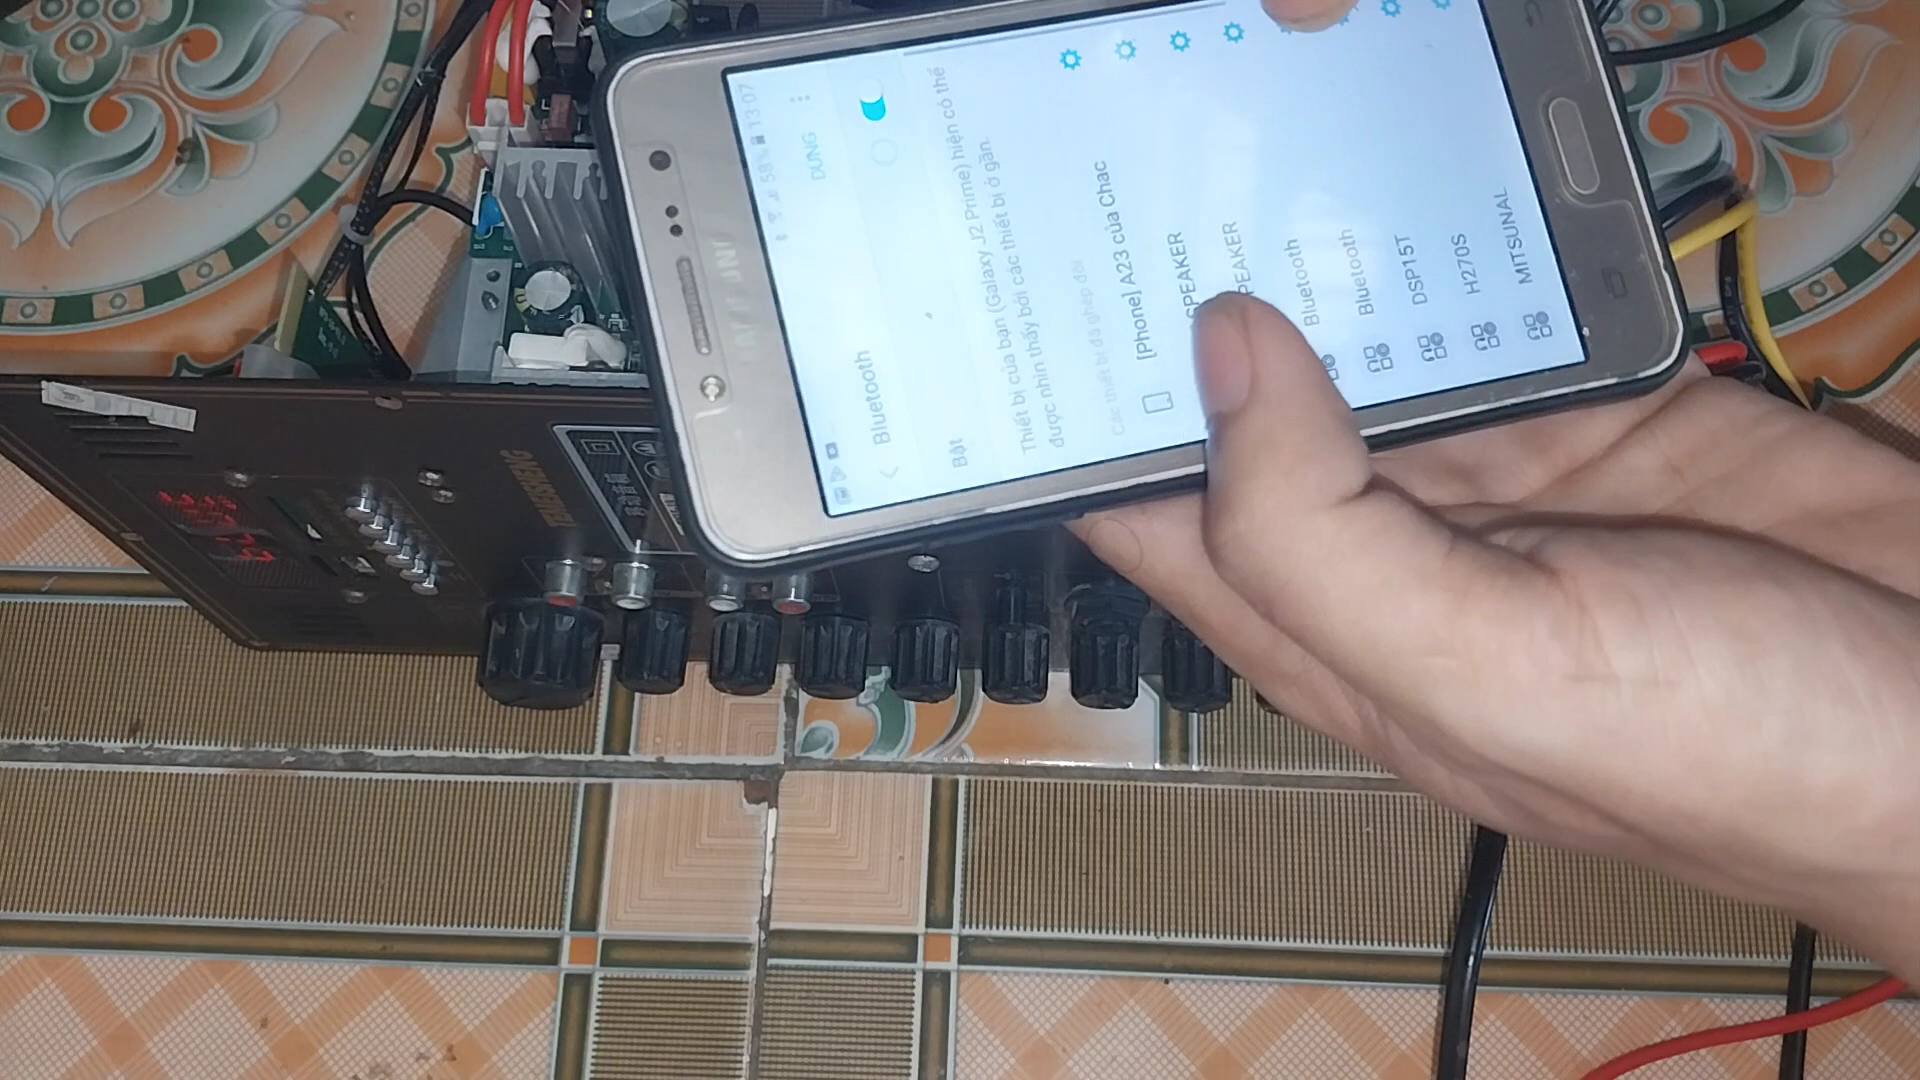 58% 13:07
Bluetooth
DỪNG
Bật
Thiết bị của bạn (Galaxy J2 Prime) hiện có thể
được nhìn thấy bởi các thiết bị ở gần.
Các thiết bị đã ghép đôi
[Phone] A23 của Chac
SPEAKER
PEAKER
Bluetooth
Bluetooth
DSP15T
H270S
MITSUNAL